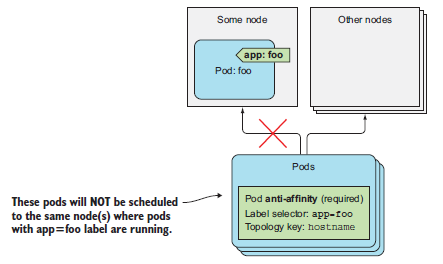 Some node
Other nodes
app: foo
Pod: foo
Pods
Pod anti-affinity (required)
Label selector: app=foo
Topology key: hostname
These pods will NOT be scheduled
to the same node(s) where pods
with app=foo label are running.